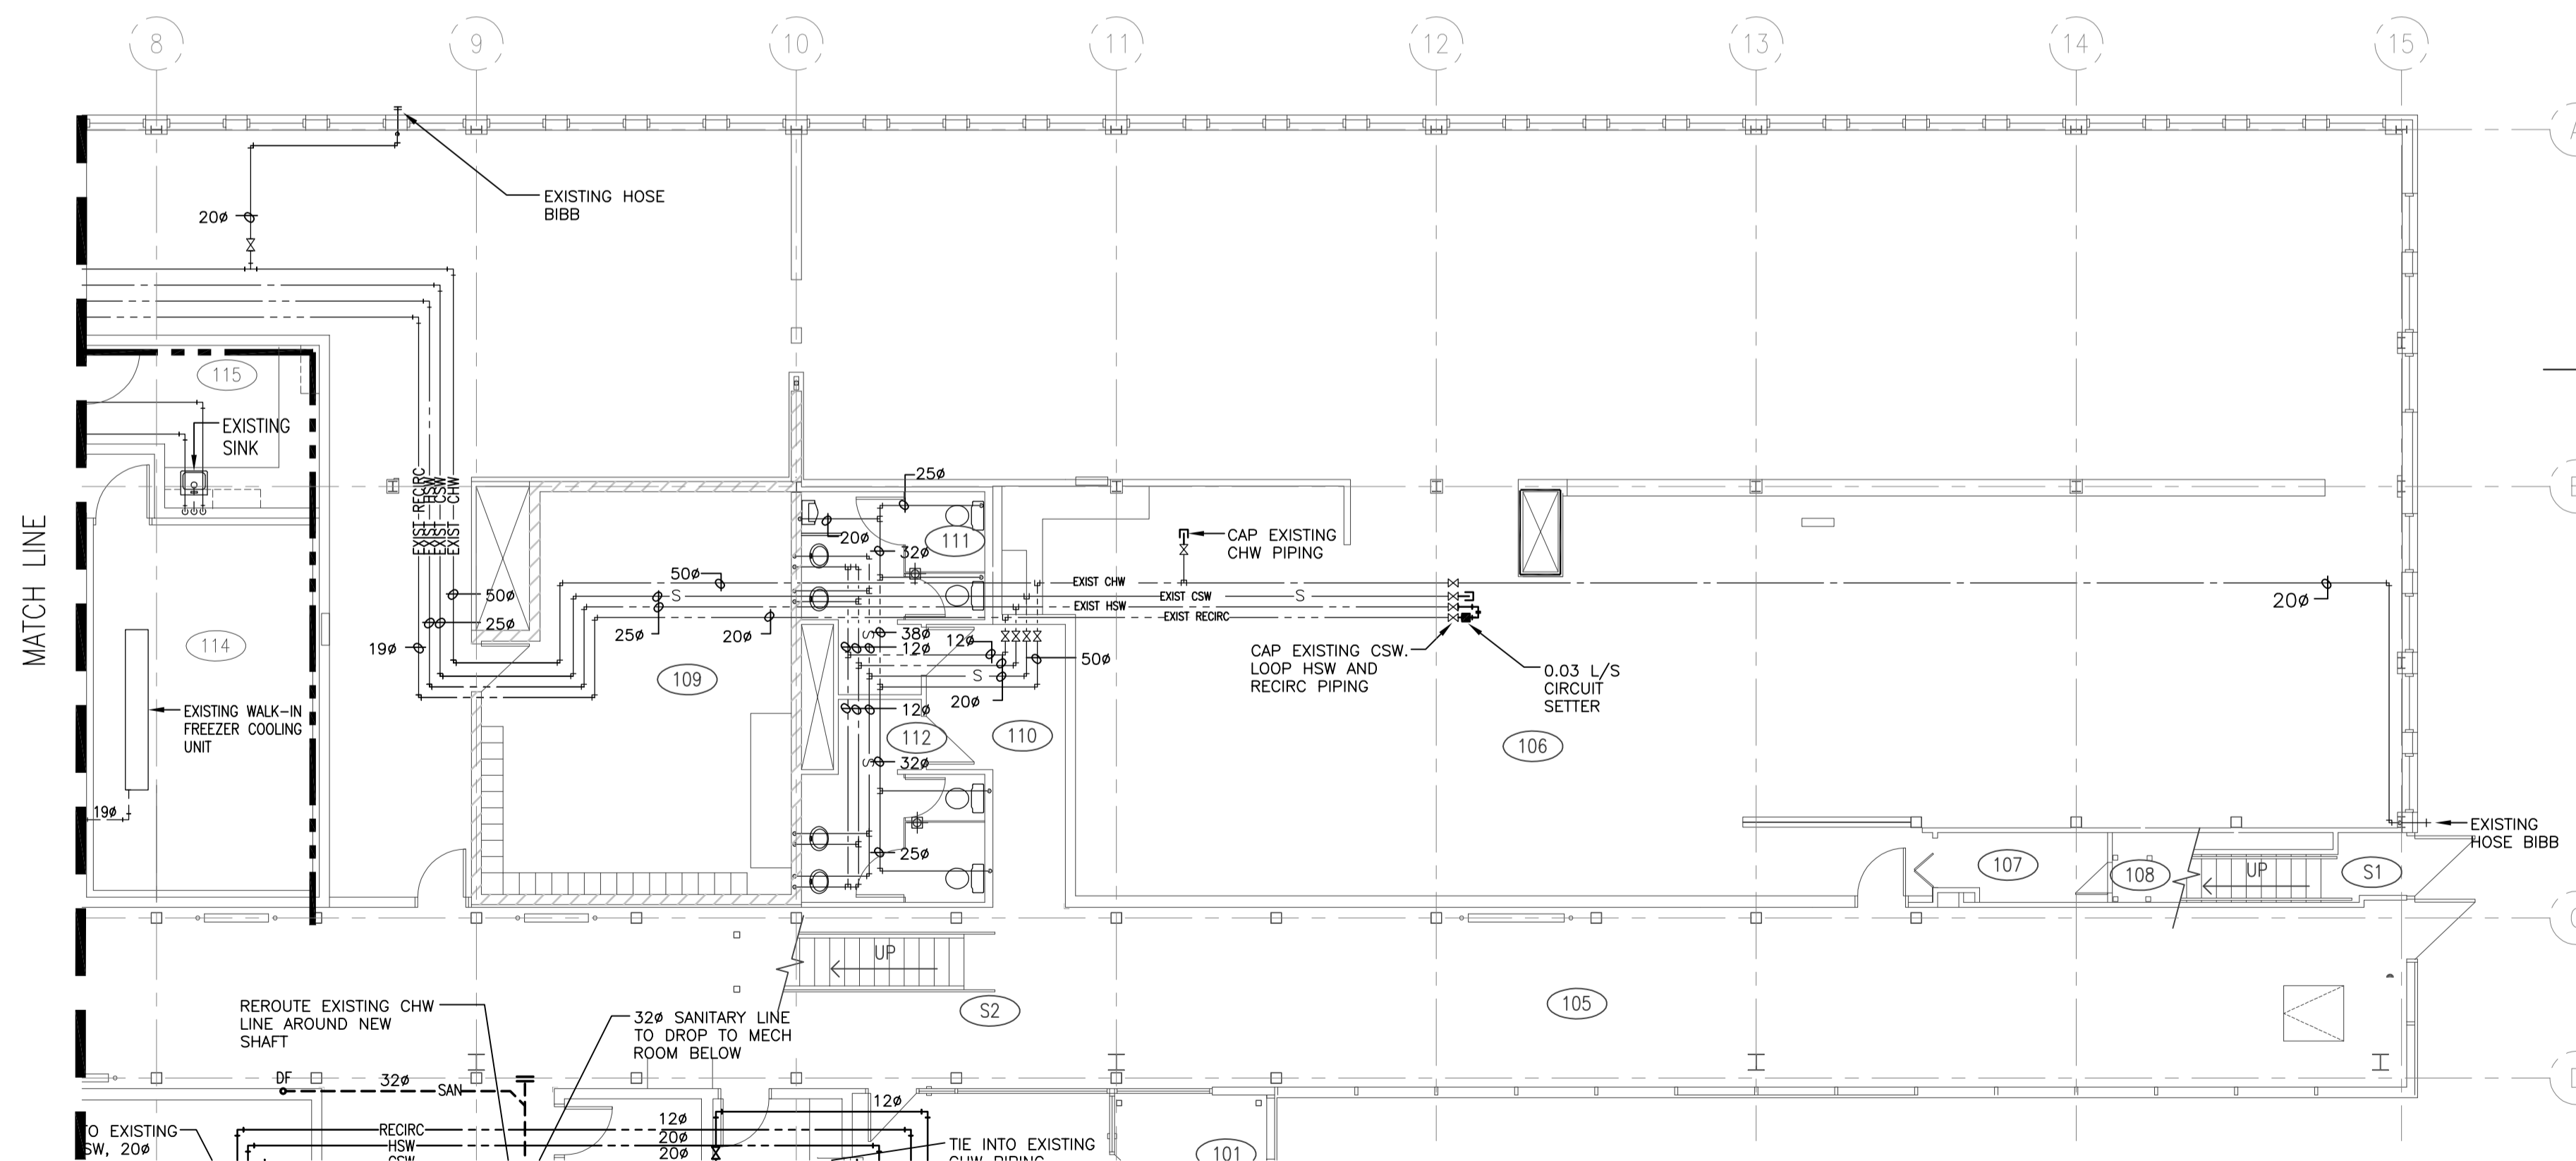 8
9
10
11
12
13
14
15
A
EXISTING HOSE
BIBB
20ø
MATCH LINE
115
EXISTING
SINK
EXIST RECIRC
EXIST HSW
EXIST CSW
EXIST CHW
25ø
20ø
32ø
111
CAP EXISTING
CHW PIPING
50ø
EXIST CHW
S
EXIST CSW
S
EXIST HSW
EXIST RECIRC
50ø
25ø
25ø
20ø
20ø
19ø
114
109
S
38ø
12ø
12ø
50ø
S
20ø
CAP EXISTING CSW.
LOOP HSW AND
RECIRC PIPING
0.03 L/S
CIRCUIT
SETTER
EXISTING WALK-IN
FREEZER COOLING
UNIT
12ø
112
110
106
S
32ø
19ø
25ø
EXISTING
HOSE BIBB
107
108
UP
S1
UP
S2
105
REROUTE EXISTING CHW
LINE AROUND NEW
SHAFT
32ø SANITARY LINE
TO DROP TO MECH
ROOM BELOW
DF
32ø
SAN
12ø
12ø
TO EXISTING
SW, 20ø
RECIRC
20ø
HSW
20ø
TIE INTO EXISTING
CHW PIPING
101